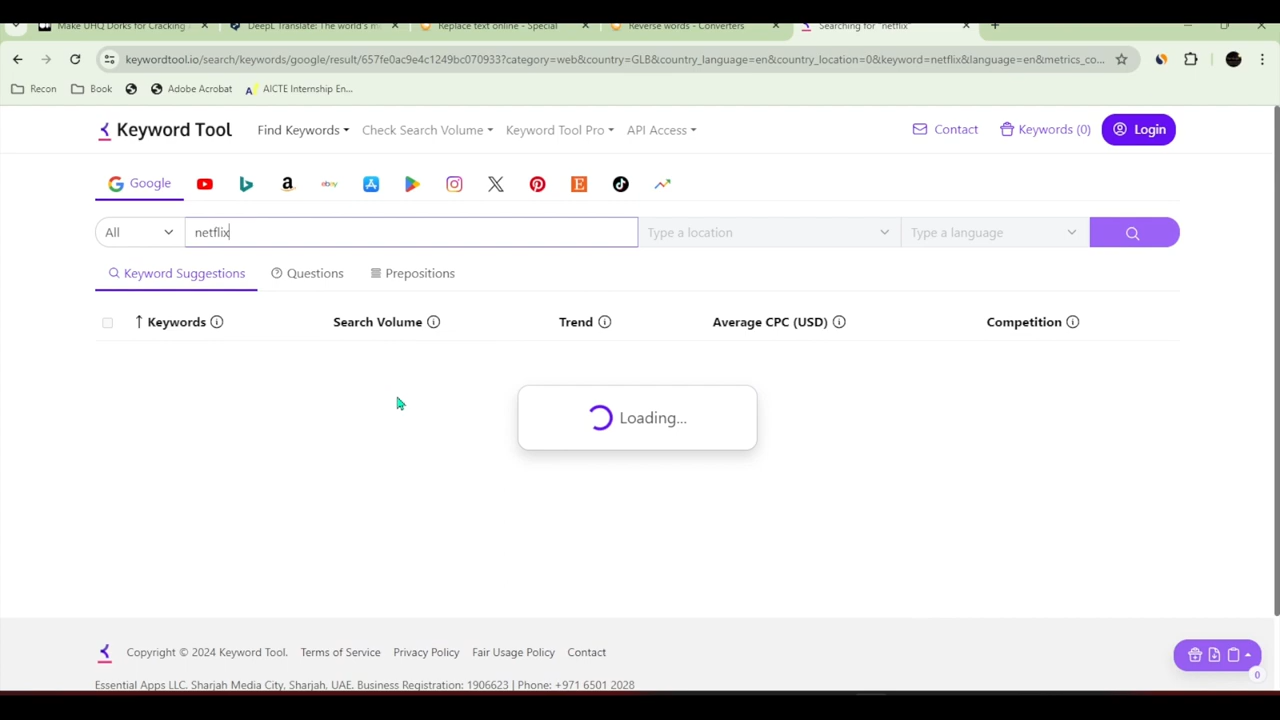 Make UHQ Dorks for Cracking
DeepL Translate: The world's m
Replace text online - Special
Reverse words - Converters
Searching for "netflix"
keywordtool.io/search/keywords/google/result/657fe0ac9e4c1249bc070933?category=web&country=GLB&country_language=en&country_location=0&keyword=netflix&language=en&metrics_co...
Recon Book Adobe Acrobat AICTE Internship En...
Keyword Tool Find Keywords Check Search Volume Keyword Tool Pro API Access Contact Keywords (0) Login
Google
All netflix Type a location Type a language
Keyword Suggestions Questions Prepositions
Keywords Search Volume Trend Average CPC (USD) Competition
Loading...
Copyright © 2024 Keyword Tool. Terms of Service Privacy Policy Fair Usage Policy Contact
0
Essential Apps LLC. Sharjah Media City, Sharjah, UAE. Business Registration: 1906623 | Phone: +971 6501 2028